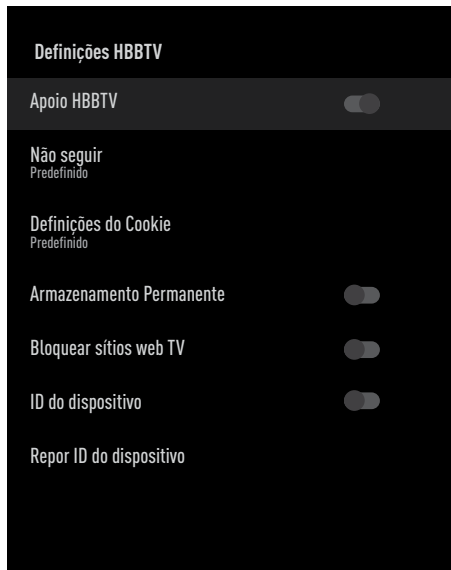 Definições HBBTV
Apoio HBBTV
Não seguir
Predefinido
Definições do Cookie
Predefinido
Armazenamento Permanente
Bloquear sítios web TV
ID do dispositivo
Repor ID do dispositivo